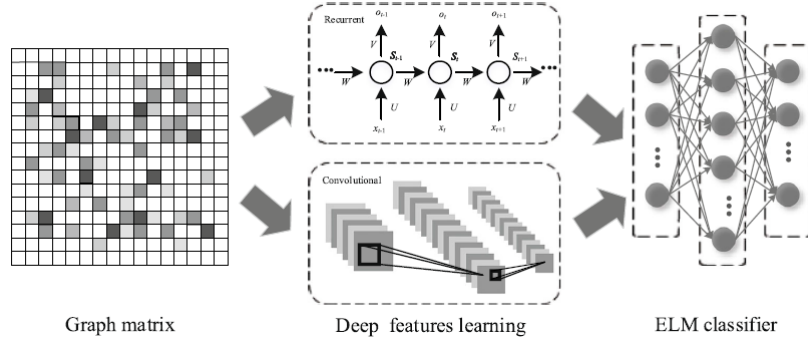 Recurrent
o_{t-1} o_t o_{t+1}
V V V
S_{t-1} S_t S_{t+1}
... W W W W ...
U U U
x_{t-1} x_t x_{t+1}
Convolutional
Graph matrix
Deep features learning
ELM classifier